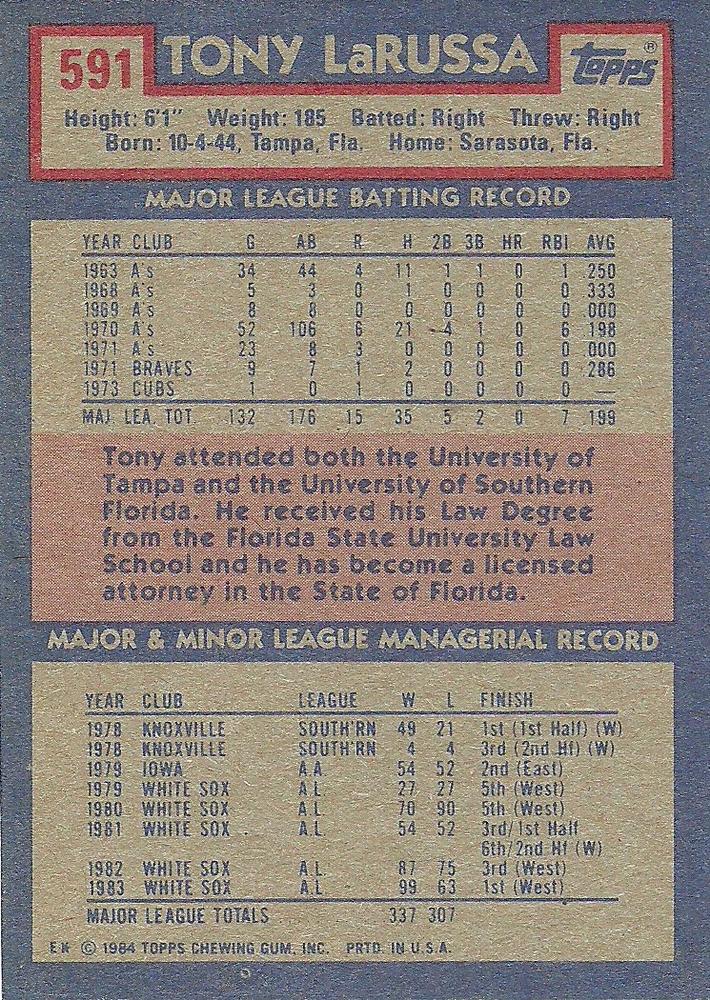 591 TONY LaRUSSA Topps®
Height: 6'1" Weight: 185 Batted: Right Threw: Right
Born: 10-4-44, Tampa, Fla. Home: Sarasota, Fla.
MAJOR LEAGUE BATTING RECORD
YEAR CLUB G AB R H 2B 3B HR RBI AVG
1963 A's 34 44 4 11 1 1 0 1 .250
1968 A's 5 3 0 1 0 0 0 0 .333
1969 A's 8 8 0 0 0 0 0 0 .000
1970 A's 52 106 6 21 4 1 0 6 .198
1971 A's 23 8 3 0 0 0 0 0 .000
1971 BRAVES 9 7 1 2 0 0 0 0 .286
1973 CUBS 1 0 1 0 0 0 0 0 —
MAJ. LEA. TOT. 132 176 15 35 5 2 0 7 .199
Tony attended both the University of
Tampa and the University of Southern
Florida. He received his Law Degree
from the Florida State University Law
School and he has become a licensed
attorney in the State of Florida.
MAJOR & MINOR LEAGUE MANAGERIAL RECORD
YEAR CLUB LEAGUE W L FINISH
1978 KNOXVILLE SOUTH'RN 49 21 1st (1st Half) (W)
1978 KNOXVILLE SOUTH'RN 4 4 3rd (2nd Hf) (W)
1979 IOWA A.A. 54 52 2nd (East)
1979 WHITE SOX A.L. 27 27 5th (West)
1980 WHITE SOX A.L. 70 90 5th (West)
1981 WHITE SOX A.L. 54 52 3rd/1st Half
6th/2nd Hf (W)
1982 WHITE SOX A.L. 87 75 3rd (West)
1983 WHITE SOX A.L. 99 63 1st (West)
MAJOR LEAGUE TOTALS 337 307
EK © 1984 TOPPS CHEWING GUM, INC. PRTD. IN U.S.A.